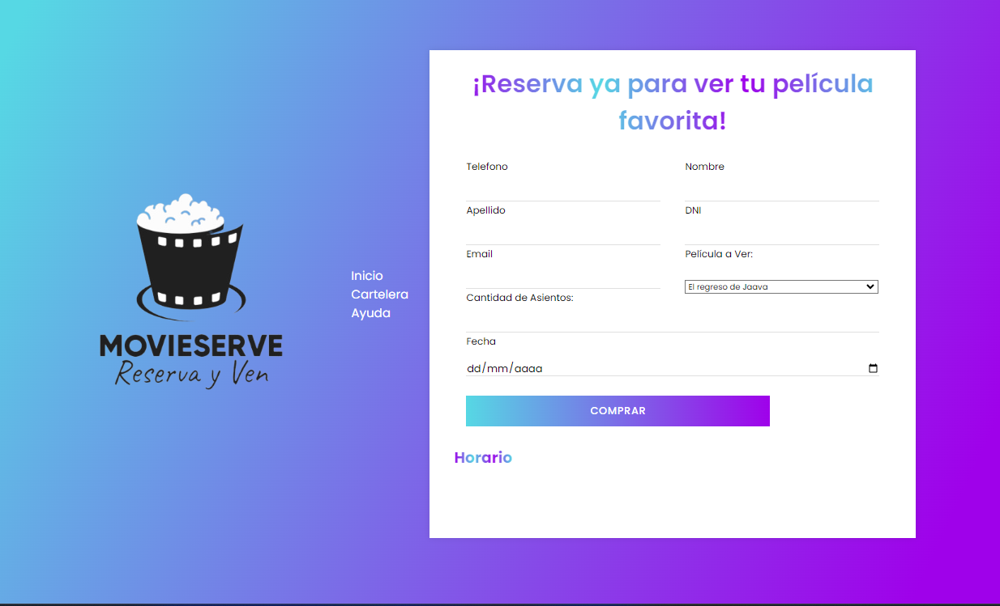 MOVIESERVE
Reserva y Ven
Inicio
Cartelera
Ayuda
¡Reserva ya para ver tu película
favorita!
Telefono
Nombre
Apellido
DNI
Email
Película a Ver:
El regreso de Jaava
Cantidad de Asientos:
Fecha
dd/mm/aaaa
COMPRAR
Horario